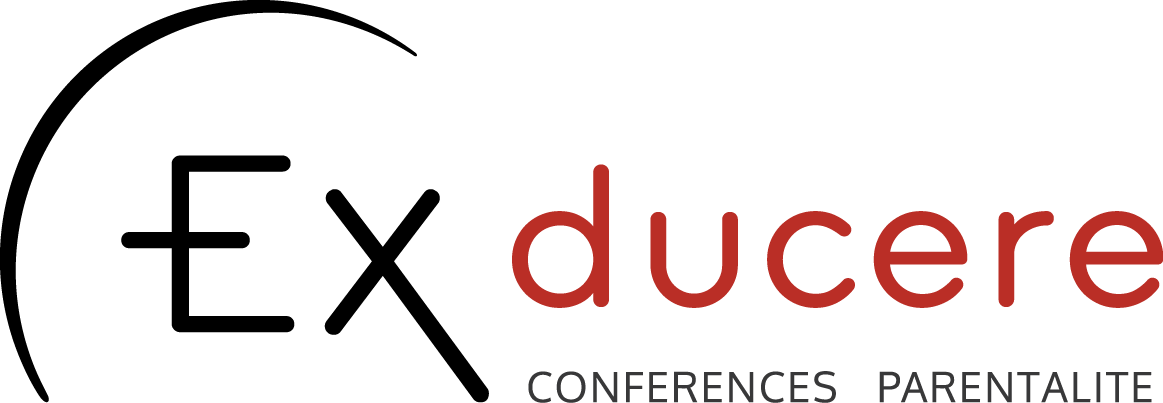 Ex ducere
CONFERENCES PARENTALITE